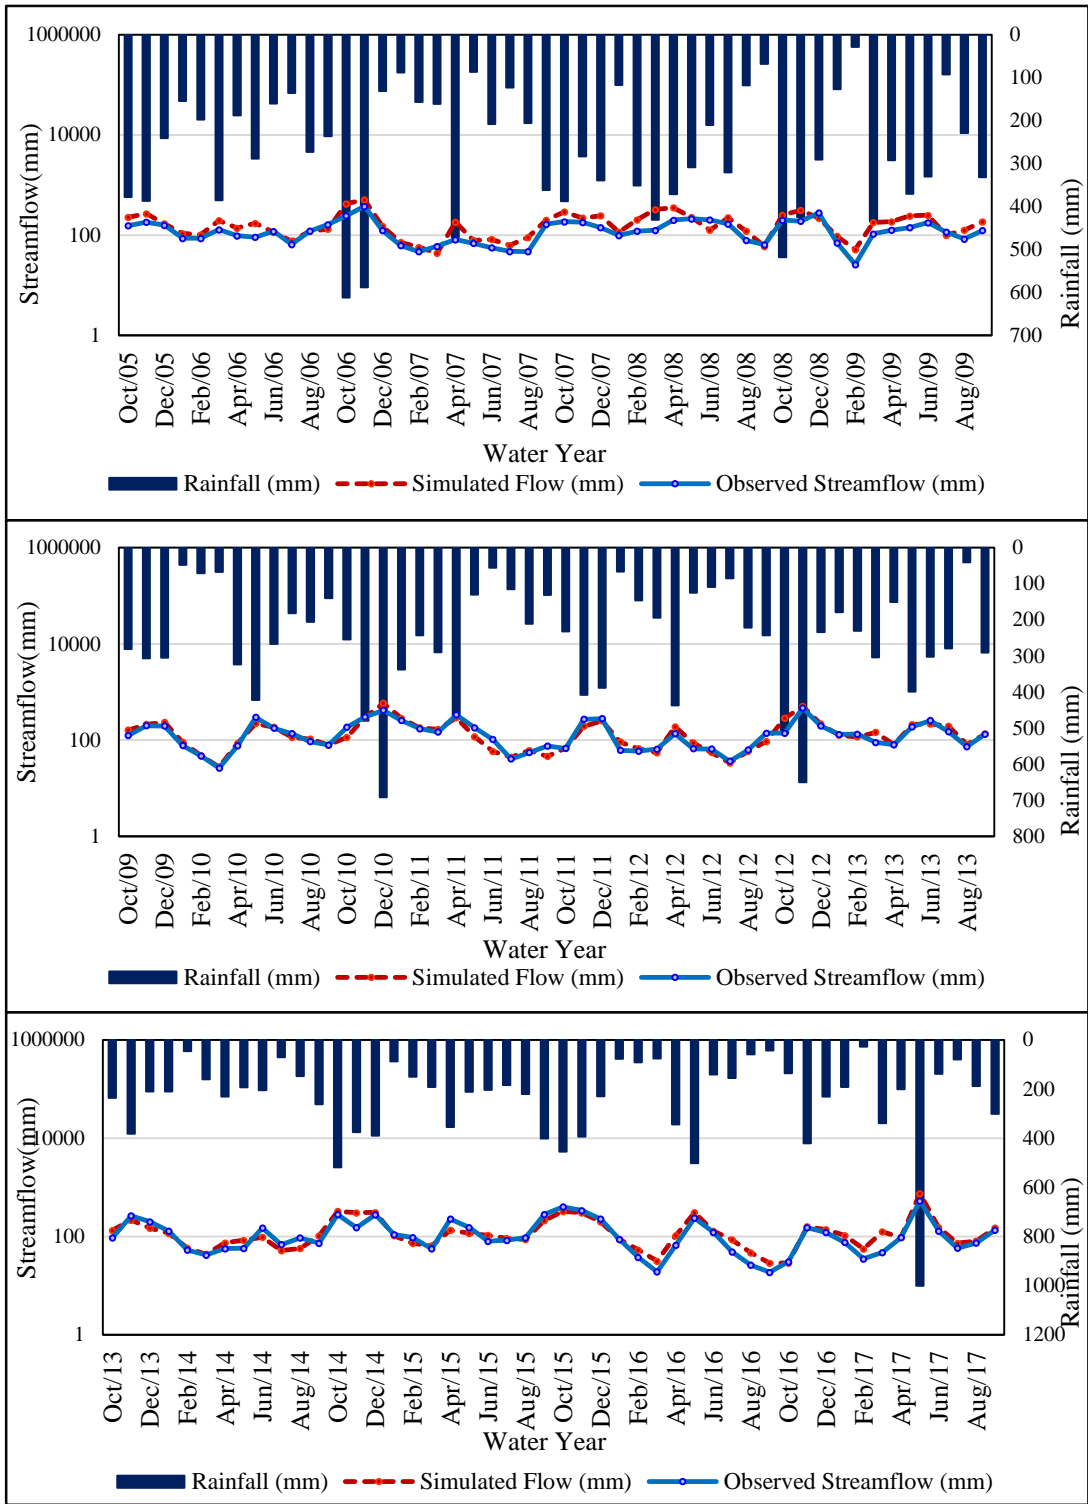 1000000
10000
100
1
Streamflow(mm)
0
100
200
300
400
500
600
700
Rainfall (mm)
Oct/05
Dec/05
Feb/06
Apr/06
Jun/06
Aug/06
Oct/06
Dec/06
Feb/07
Apr/07
Jun/07
Aug/07
Oct/07
Dec/07
Feb/08
Apr/08
Jun/08
Aug/08
Oct/08
Dec/08
Feb/09
Apr/09
Jun/09
Aug/09
Water Year
Rainfall (mm) Simulated Flow (mm) Observed Streamflow (mm)
1000000
10000
100
1
Streamflow(mm)
0
100
200
300
400
500
600
700
800
Rainfall (mm)
Oct/09
Dec/09
Feb/10
Apr/10
Jun/10
Aug/10
Oct/10
Dec/10
Feb/11
Apr/11
Jun/11
Aug/11
Oct/11
Dec/11
Feb/12
Apr/12
Jun/12
Aug/12
Oct/12
Dec/12
Feb/13
Apr/13
Jun/13
Aug/13
Water Year
Rainfall (mm) Simulated Flow (mm) Observed Streamflow (mm)
1000000
10000
100
1
Streamflow(mm)
0
200
400
600
800
1000
1200
Rainfall (mm)
Oct/13
Dec/13
Feb/14
Apr/14
Jun/14
Aug/14
Oct/14
Dec/14
Feb/15
Apr/15
Jun/15
Aug/15
Oct/15
Dec/15
Feb/16
Apr/16
Jun/16
Aug/16
Oct/16
Dec/16
Feb/17
Apr/17
Jun/17
Aug/17
Water Year
Rainfall (mm) Simulated Flow (mm) Observed Streamflow (mm)